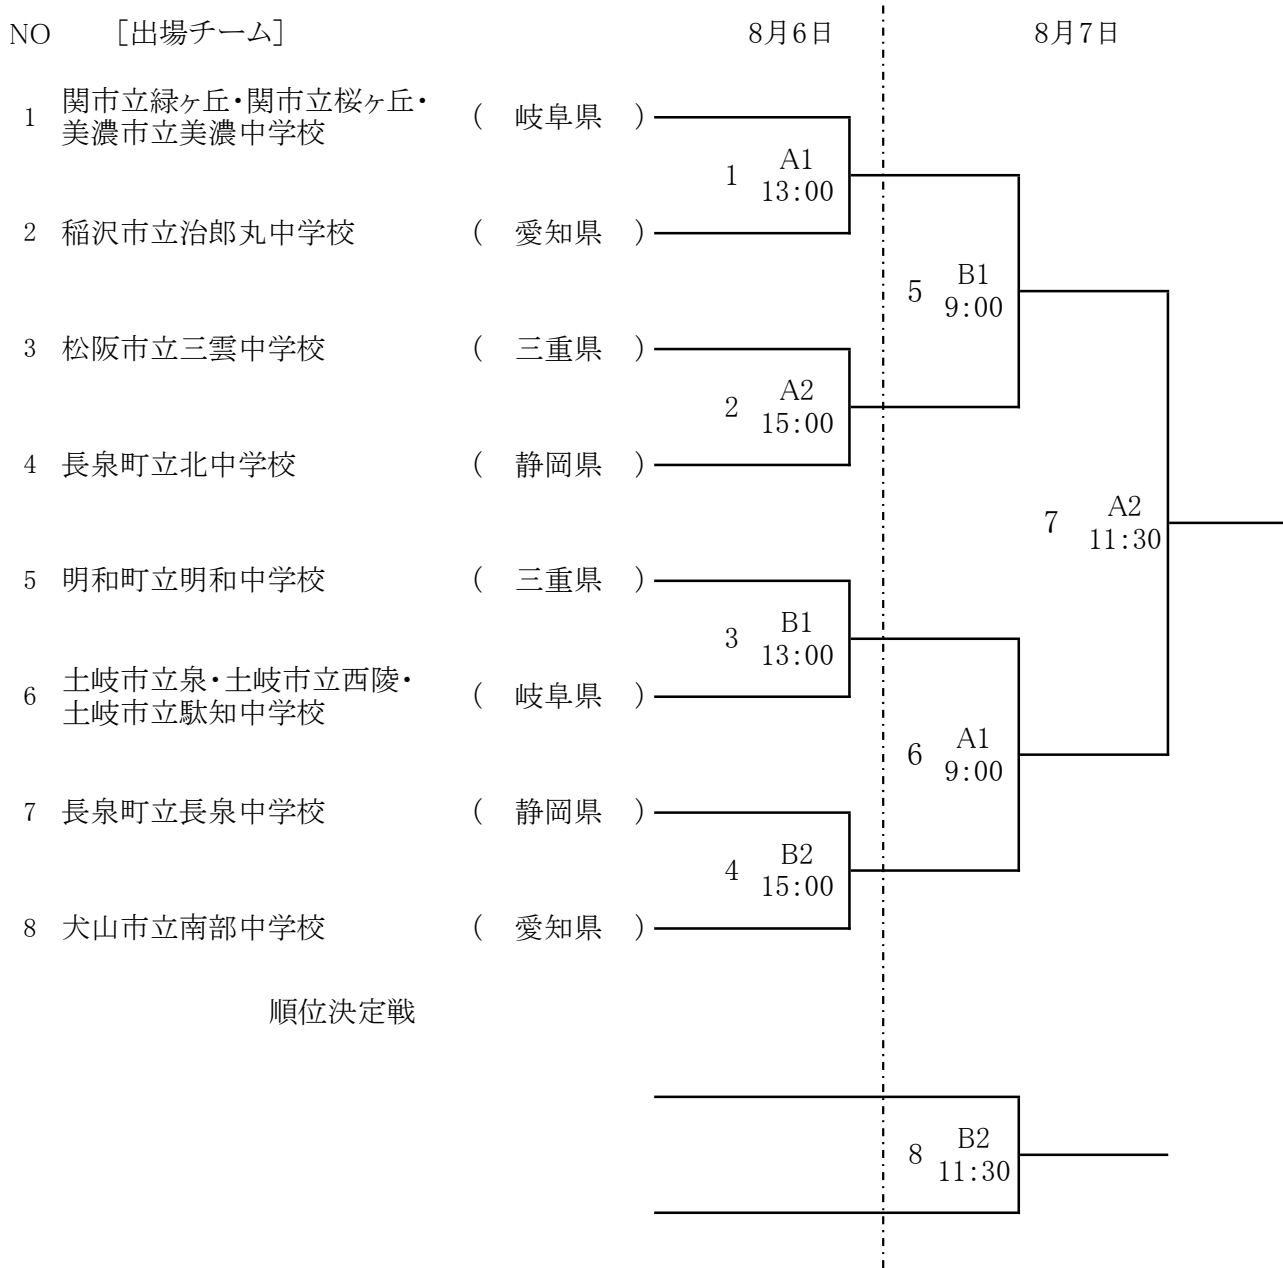 NO ［出場チーム］ 8月6日 8月7日
関市立緑ヶ丘・関市立桜ヶ丘・
1 美濃市立美濃中学校 ( 岐阜県 )
1 A1
13:00
2 稲沢市立治郎丸中学校 ( 愛知県 )
5 B1
9:00
3 松阪市立三雲中学校 ( 三重県 )
2 A2
15:00
4 長泉町立北中学校 ( 静岡県 )
7 A2
11:30
5 明和町立明和中学校 ( 三重県 )
3 B1
13:00
土岐市立泉・土岐市立西陵・
6 土岐市立駄知中学校 ( 岐阜県 )
6 A1
9:00
7 長泉町立長泉中学校 ( 静岡県 )
4 B2
15:00
8 犬山市立南部中学校 ( 愛知県 )
順位決定戦
8 B2
11:30